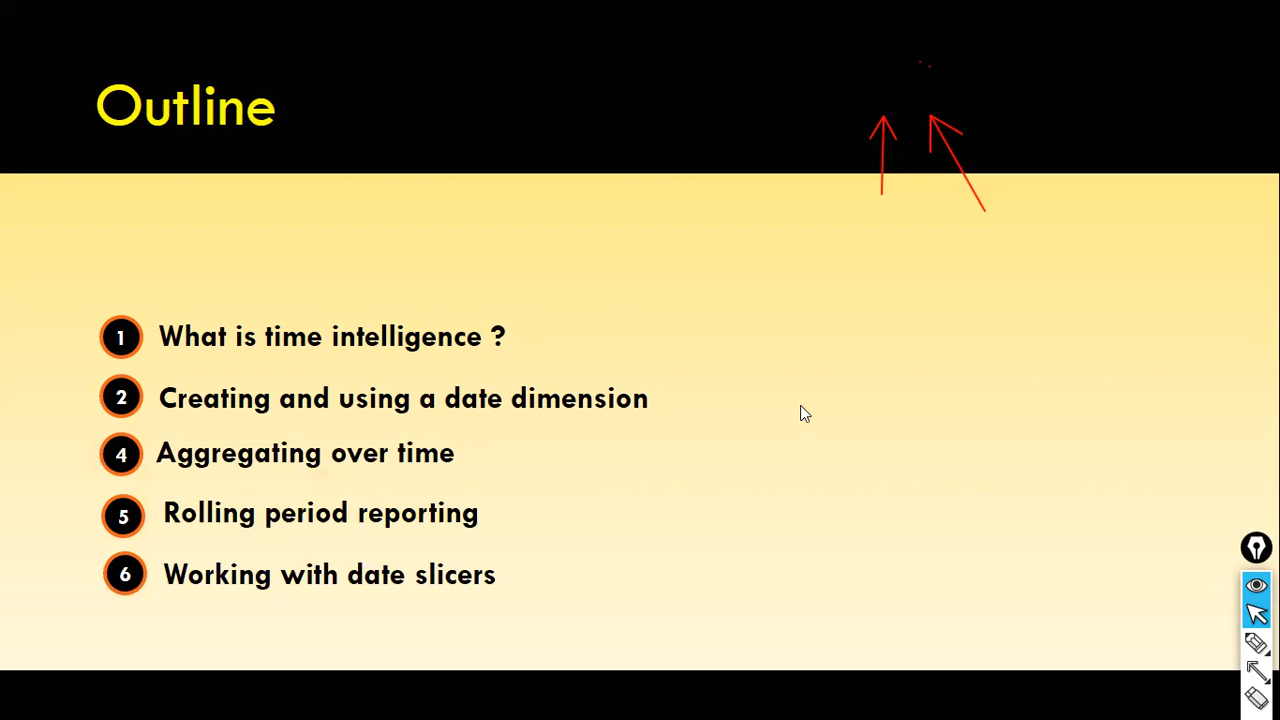 Outline
1 What is time intelligence ?
2 Creating and using a date dimension
4 Aggregating over time
5 Rolling period reporting
6 Working with date slicers